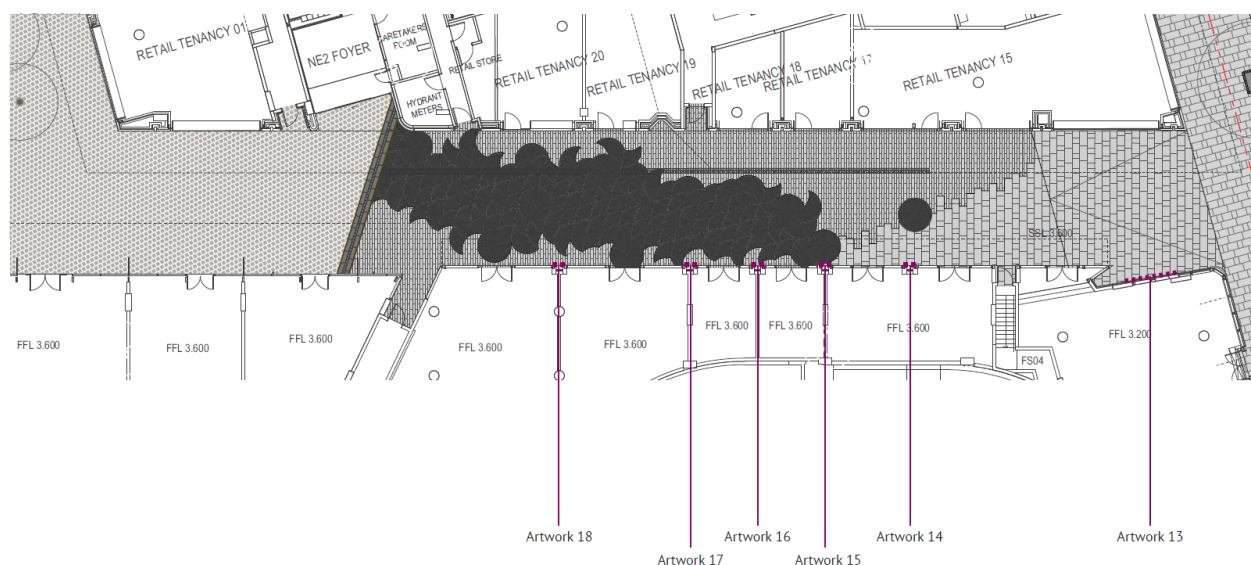 RETAIL TENANCY 01
NE2 FOYER
CARETAKERS
ROOM
RETAIL STORE
HYDRANT
METERS
RETAIL TENANCY 20
RETAIL TENANCY 19
RETAIL TENANCY 18
RETAIL TENANCY 17
RETAIL TENANCY 15
SSL 3.600
FFL 3.600
FFL 3.600
FFL 3.600
FFL 3.600
FFL 3.600
FFL 3.600
FFL 3.600
FFL 3.600
FFL 3.200
FS04
Artwork 18
Artwork 17
Artwork 16
Artwork 15
Artwork 14
Artwork 13